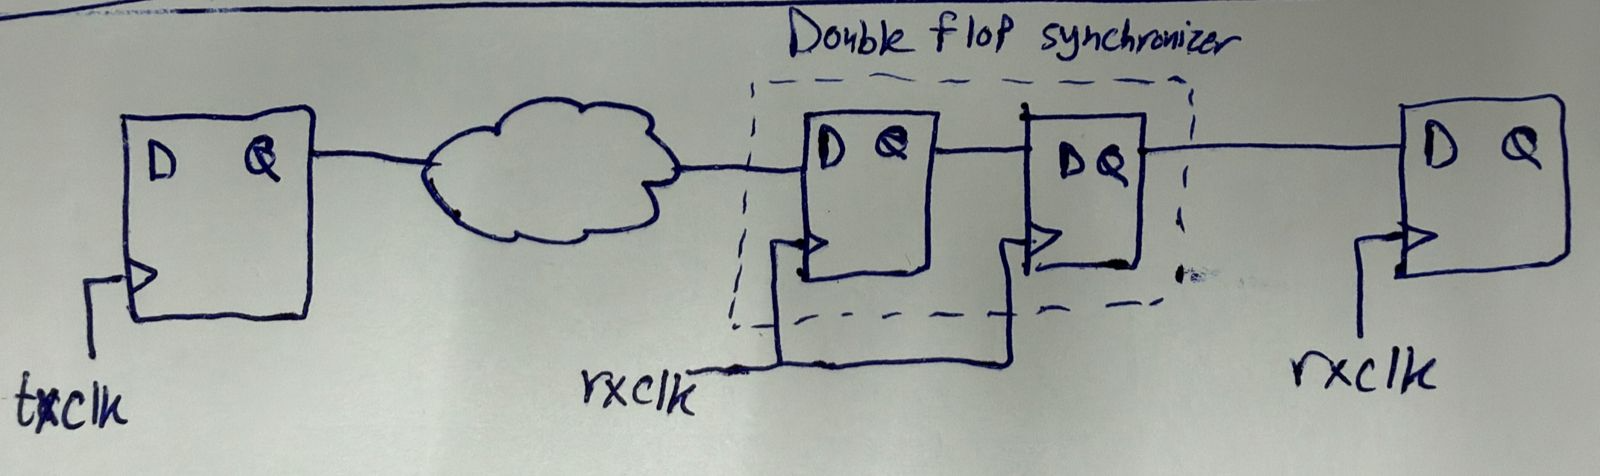 Double flop synchronizer
D Q
D Q
D Q
D Q
txclk
rxclk
rxclk